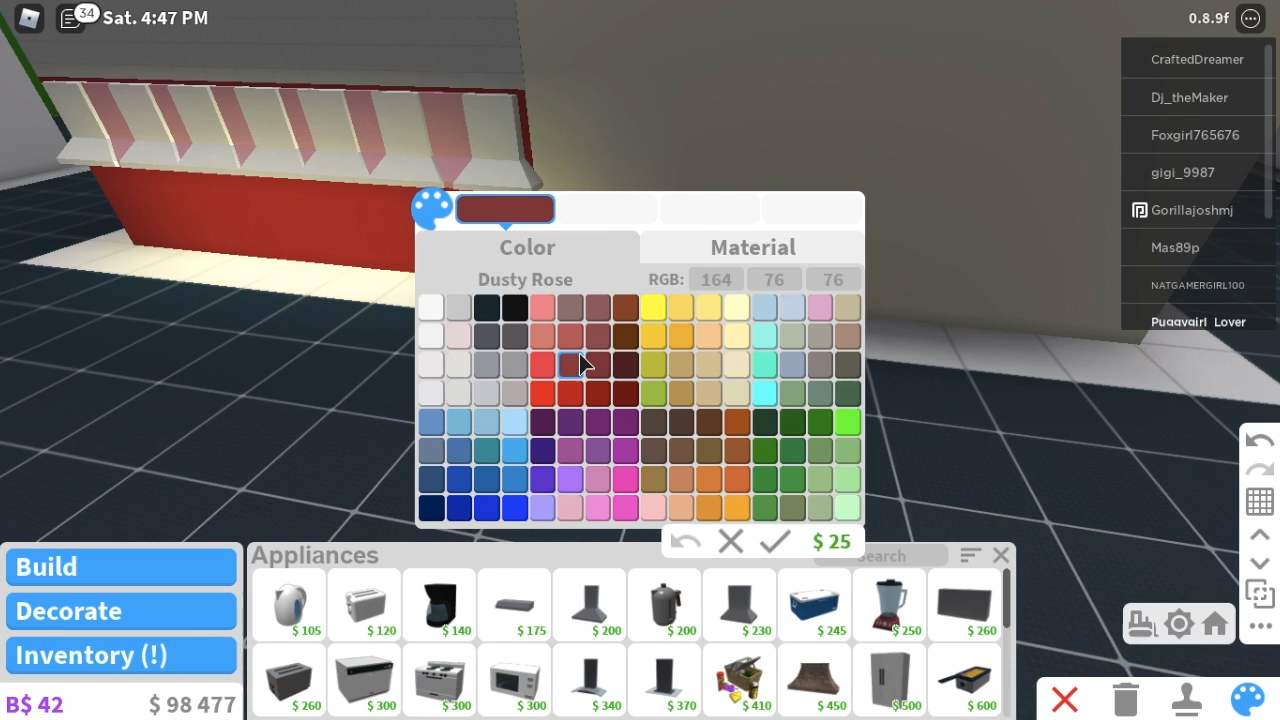 34 Sat. 4:47 PM
0.8.9f
CraftedDreamer
Dj_theMaker
Foxgirl765676
gigi_9987
Gorillajoshmj
Mas89p
NATGAMERGIRL100
Puggygirl_Lover
Color
Material
Dusty Rose
RGB: 164 76 76
$ 25
Build
Decorate
Inventory (!)
B$ 42
$ 98 477
Appliances
search
$ 105
$ 120
$ 140
$ 175
$ 200
$ 200
$ 230
$ 245
$ 250
$ 260
$ 260
$ 300
$ 300
$ 300
$ 340
$ 370
$ 410
$ 450
$ 500
$ 600